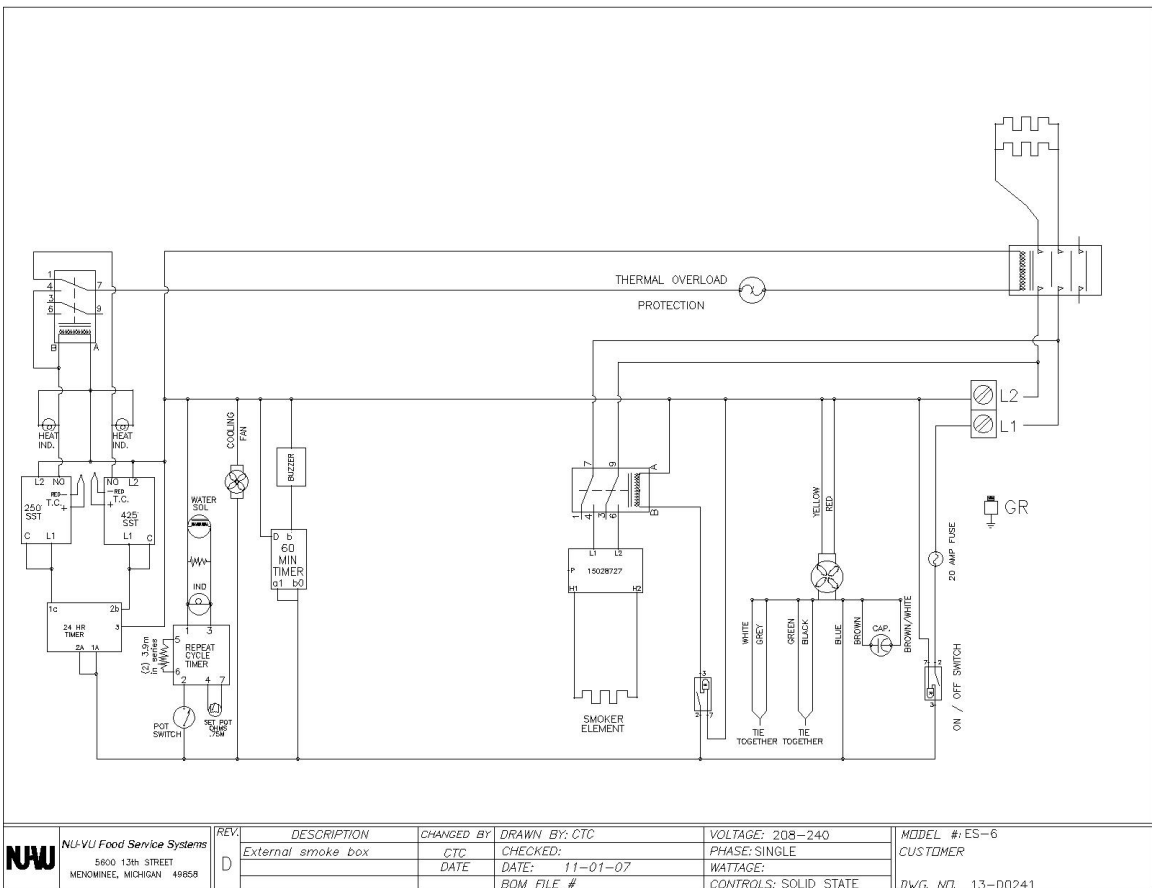 THERMAL OVERLOAD
PROTECTION
1
4
3
6
7
9
B
A
HEAT
IND.
HEAT
IND.
COOLING
FAN
BUZZER
L2
L1
7
9
A
B
1
4
3
6
L2 NO
RED
T.C.
+
250
SST
C L1
NO L2
RED
T.C.
+
425
SST
L1 C
WATER
SOL
IND
D b
60
MIN
TIMER
a1 b0
L1 L2
P 15028727
H1 H2
YELLOW
RED
GR
20 AMP FUSE
1c 2b
24 HR
TIMER
3
2A 1A
1 3
5
REPEAT
CYCLE
TIMER
6
2 4 7
(2) 3.9m
in series
POT
SWITCH
SET POT
OHMS
.75M
SMOKER
ELEMENT
3
2 7
WHITE
GREY
GREEN
BLACK
BLUE
BROWN
CAP.
BROWN/WHITE
TIE
TOGETHER
TIE
TOGETHER
7 2
3
ON / OFF SWITCH
NUVU
NU-VU Food Service Systems
5600 13th STREET
MENOMINEE, MICHIGAN 49858
REV.
D
DESCRIPTION
External smoke box
CHANGED BY
CTC
DATE
DRAWN BY: CTC
CHECKED:
DATE: 11-01-07
BOM FILE #
VOLTAGE: 208-240
PHASE: SINGLE
WATTAGE:
CONTROLS: SOLID STATE
MODEL #: ES-6
CUSTOMER
DWG. NO. 13-D0241